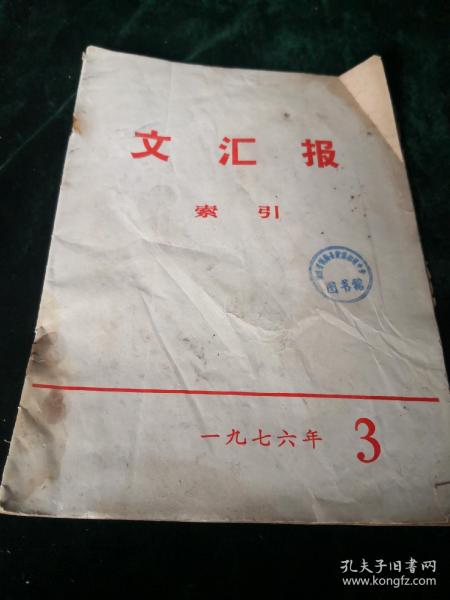 文汇报
索引
图书馆
一九七六年 3
孔夫子旧书网
www.kongfz.com